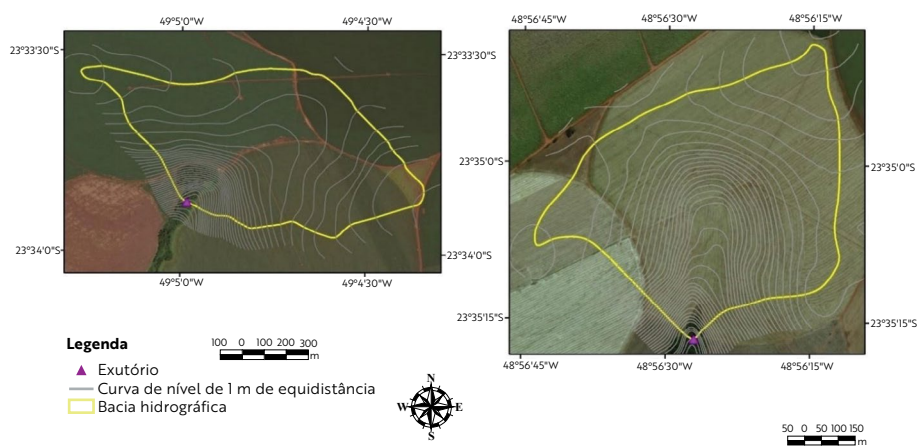 49°5'0"W 49°4'30"W
23°33'30"S 23°33'30"S
23°34'0"S 23°34'0"S
49°5'0"W 49°4'30"W
48°56'45"W 48°56'30"W 48°56'15"W
23°35'0"S 23°35'0"S
23°35'15"S 23°35'15"S
48°56'45"W 48°56'30"W 48°56'15"W
Legenda
Exutório
Curva de nível de 1 m de equidistância
Bacia hidrográfica
100 0 100 200 300
m
N
W E
S
50 0 50 100 150
m